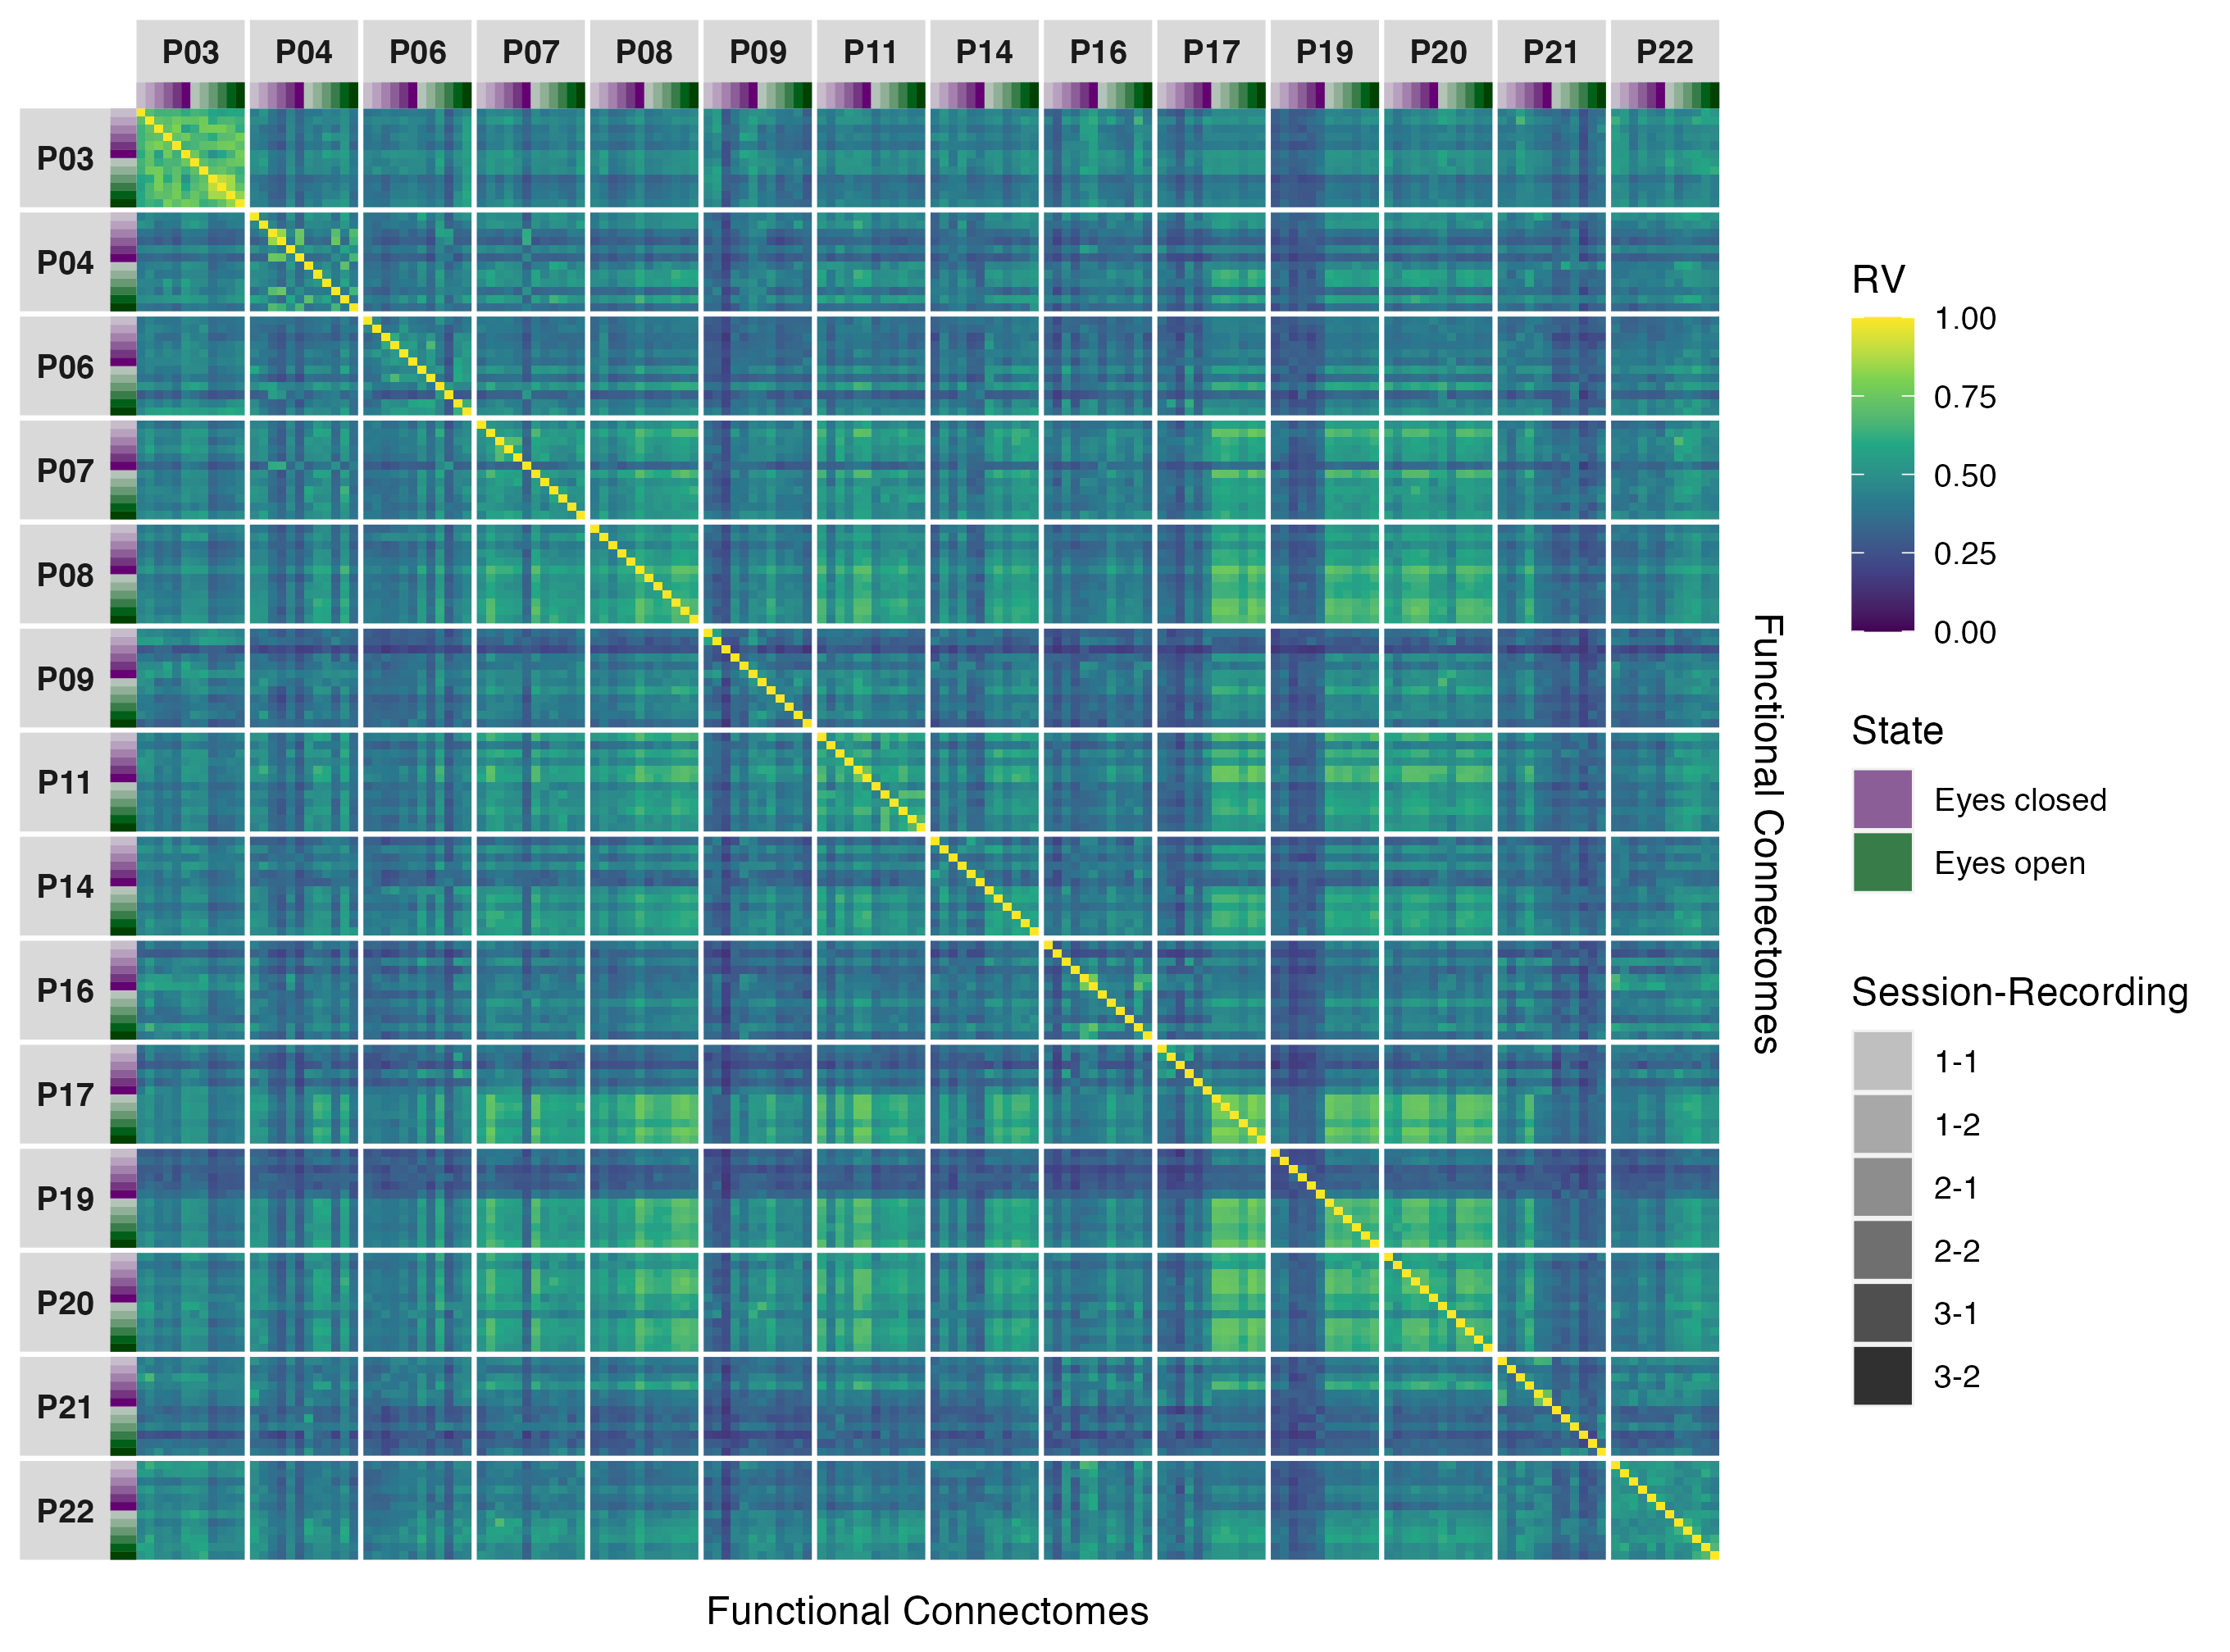 P03 P04 P06 P07 P08 P09 P11 P14 P16 P17 P19 P20 P21 P22
P03
P04
P06
P07
P08
P09
P11
P14
P16
P17
P19
P20
P21
P22
Functional Connectomes
Functional Connectomes
RV
1.00
0.75
0.50
0.25
0.00
State
Eyes closed
Eyes open
Session-Recording
1-1
1-2
2-1
2-2
3-1
3-2